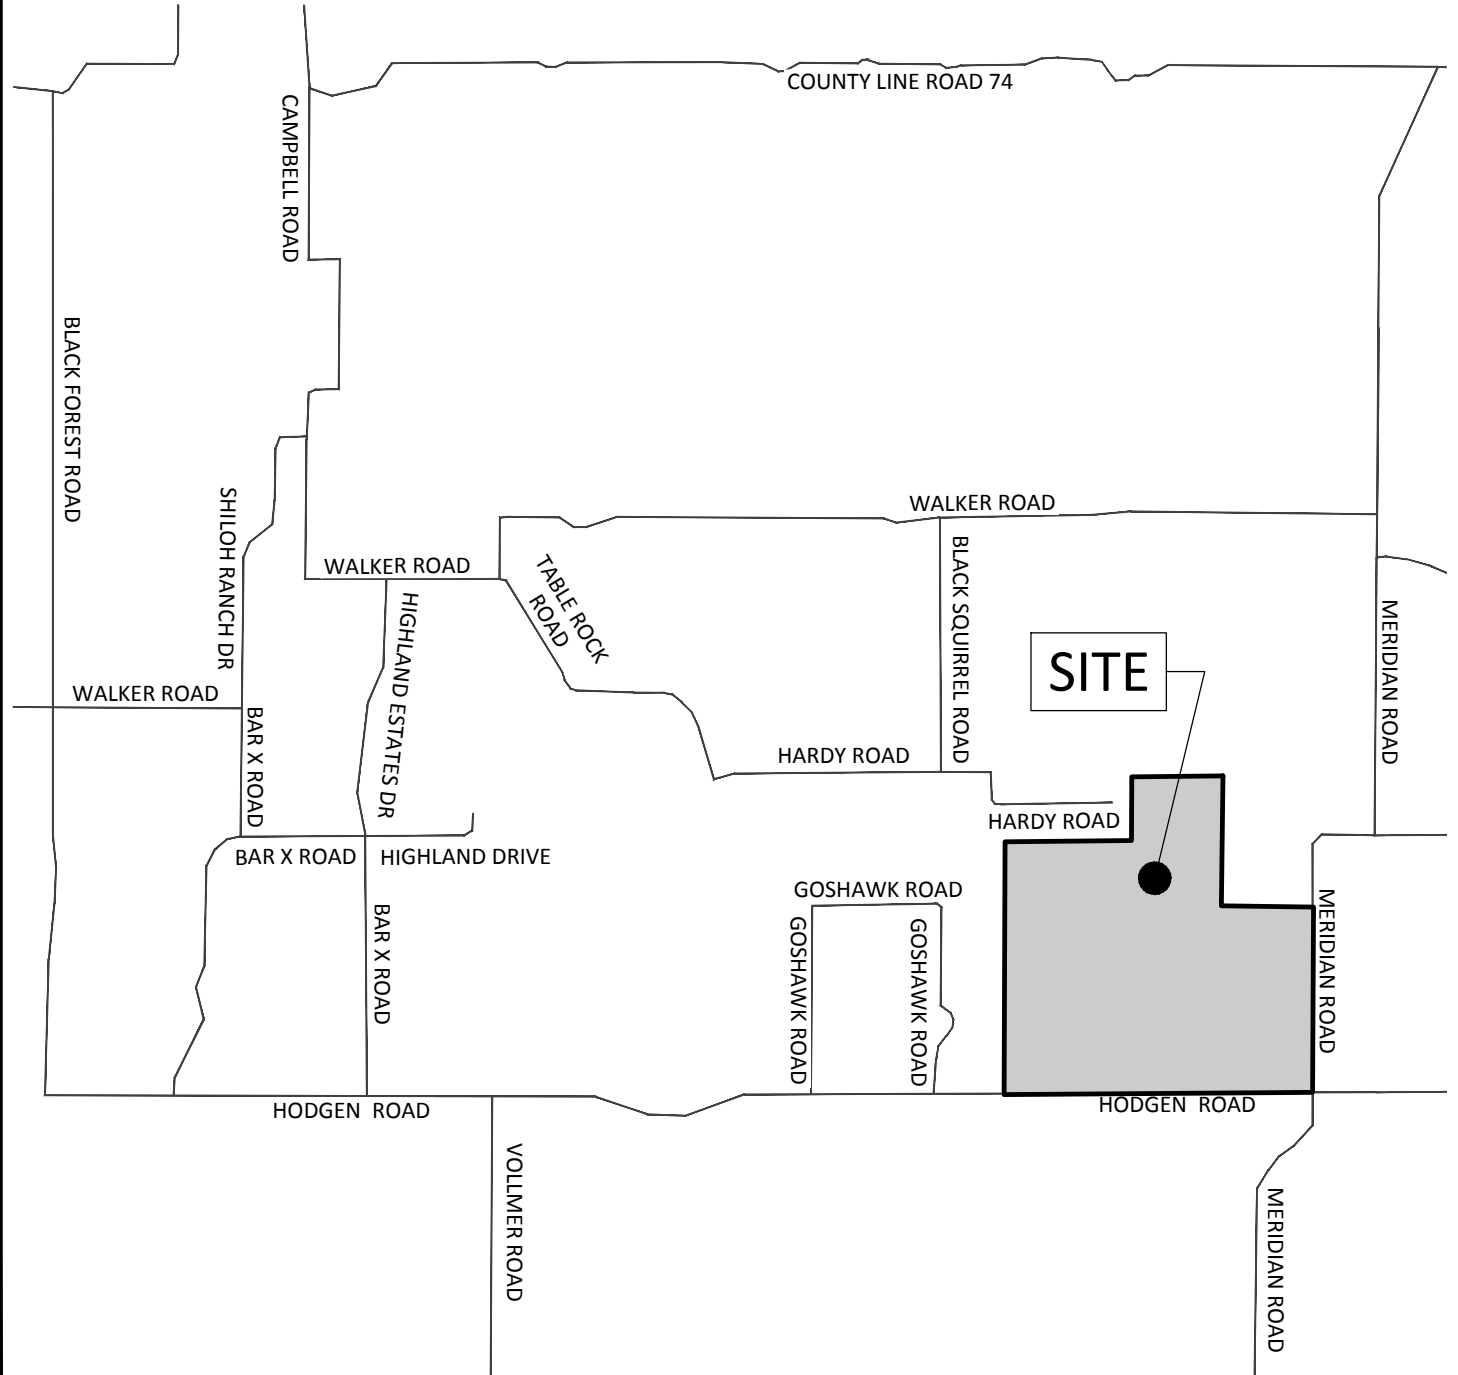 COUNTY LINE ROAD 74
CAMPBELL ROAD
BLACK FOREST ROAD
SHILOH RANCH DR
WALKER ROAD
WALKER ROAD
TABLE ROCK
ROAD
BLACK SQUIRREL ROAD
HIGHLAND ESTATES DR
MERIDIAN ROAD
SITE
WALKER ROAD
BAR X ROAD
HARDY ROAD
HARDY ROAD
BAR X ROAD
HIGHLAND DRIVE
GOSHAWK ROAD
MERIDIAN ROAD
BAR X ROAD
GOSHAWK ROAD
GOSHAWK ROAD
HODGEN ROAD
HODGEN ROAD
VOLLMER ROAD
MERIDIAN ROAD